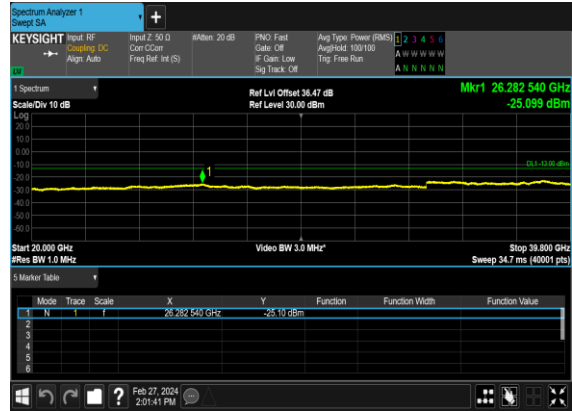 Spectrum Analyzer 1
Swept SA
+
KEYSIGHT Input: RF Input Z: 50 Ω #Atten: 20 dB PNO: Fast Avg Type: Power (RMS) 1 2 3 4 5 6
Coupling: DC Corr CCorr Gate: Off Avg|Hold: 100/100 A W W W W W
Align: Auto Freq Ref: Int (S) IF Gain: Low Trig: Free Run
Sig Track: Off A N N N N N
1 Spectrum Ref Lvl Offset 36.47 dB Mkr1 26.282 540 GHz
Scale/Div 10 dB Ref Level 30.00 dBm -25.099 dBm
Log
20.0
10.0
0.00
-10.0 DL1 -13.00 dBm
-20.0 1
-30.0
-40.0
-50.0
-60.0
Start 20.000 GHz Video BW 3.0 MHz* Stop 39.800 GHz
#Res BW 1.0 MHz Sweep 34.7 ms (40001 pts)
5 Marker Table
Mode Trace Scale X Y Function Function Width Function Value
1 N 1 f 26.282 540 GHz -25.10 dBm
2
3
4
5
6
? Feb 27, 2024
2:01:41 PM